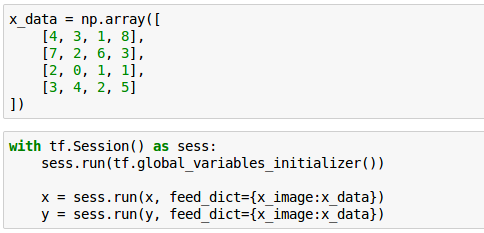 x_data = np.array([
    [4, 3, 1, 8],
    [7, 2, 6, 3],
    [2, 0, 1, 1],
    [3, 4, 2, 5]
])
with tf.Session() as sess:
    sess.run(tf.global_variables_initializer())
    x = sess.run(x, feed_dict={x_image:x_data})
    y = sess.run(y, feed_dict={x_image:x_data})